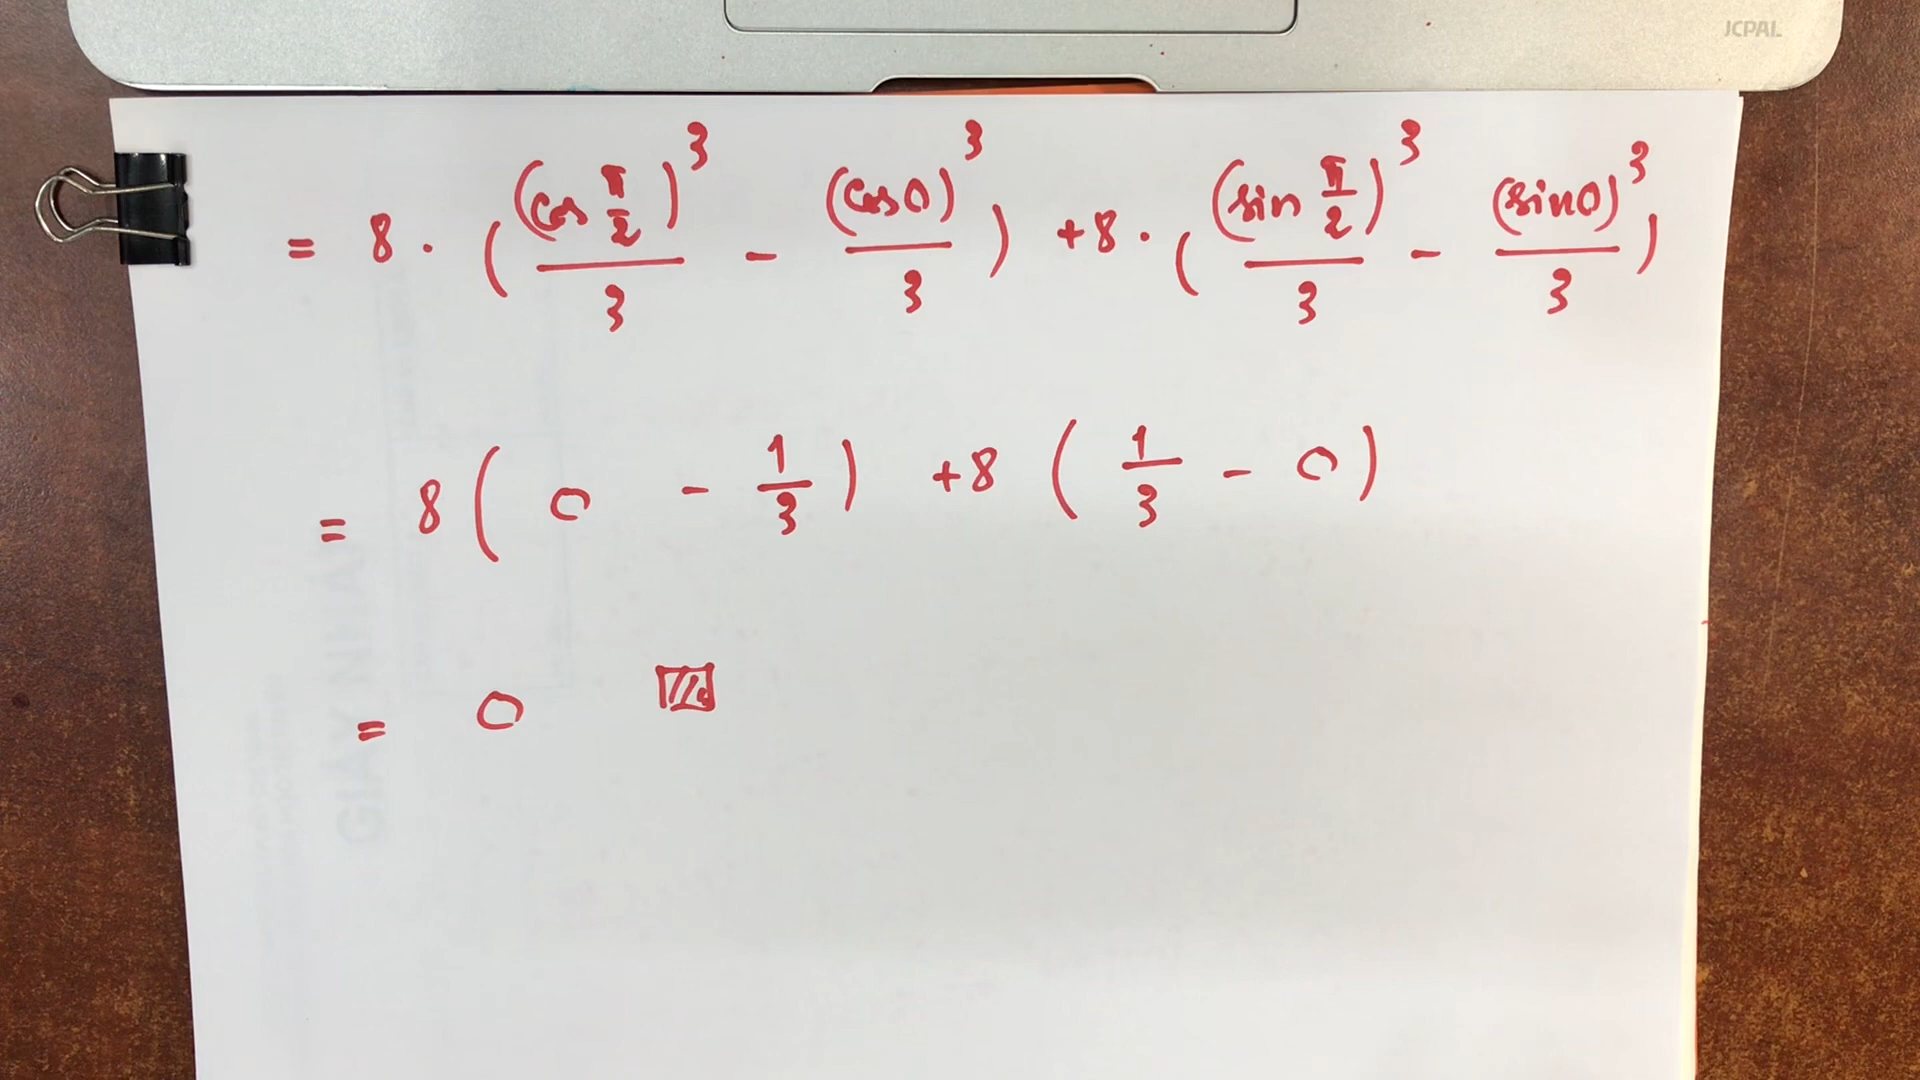 JCPAL
= 8 · ( (cos π/2)^3 / 3 - (cos 0)^3 / 3 ) + 8 · ( (sin π/2)^3 / 3 - (sin 0)^3 / 3 )
= 8 ( 0 - 1/3 ) + 8 ( 1/3 - 0 )
= 0